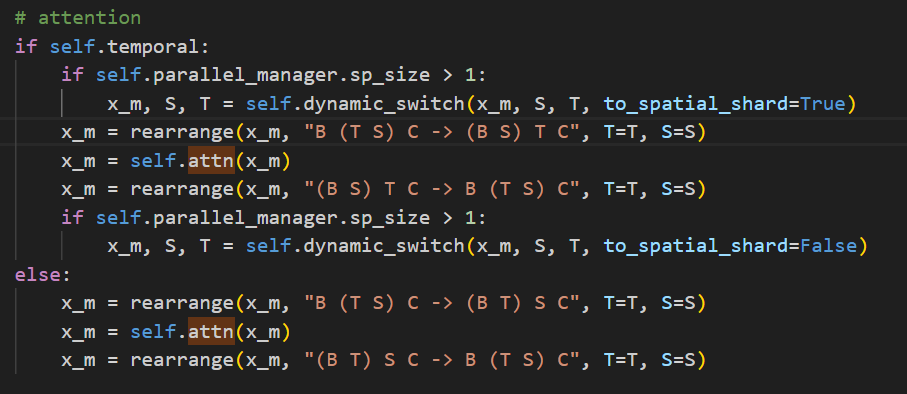 # attention
if self.temporal:
    if self.parallel_manager.sp_size > 1:
        x_m, S, T = self.dynamic_switch(x_m, S, T, to_spatial_shard=True)
    x_m = rearrange(x_m, "B (T S) C -> (B S) T C", T=T, S=S)
    x_m = self.attn(x_m)
    x_m = rearrange(x_m, "(B S) T C -> B (T S) C", T=T, S=S)
    if self.parallel_manager.sp_size > 1:
        x_m, S, T = self.dynamic_switch(x_m, S, T, to_spatial_shard=False)
else:
    x_m = rearrange(x_m, "B (T S) C -> (B T) S C", T=T, S=S)
    x_m = self.attn(x_m)
    x_m = rearrange(x_m, "(B T) S C -> B (T S) C", T=T, S=S)